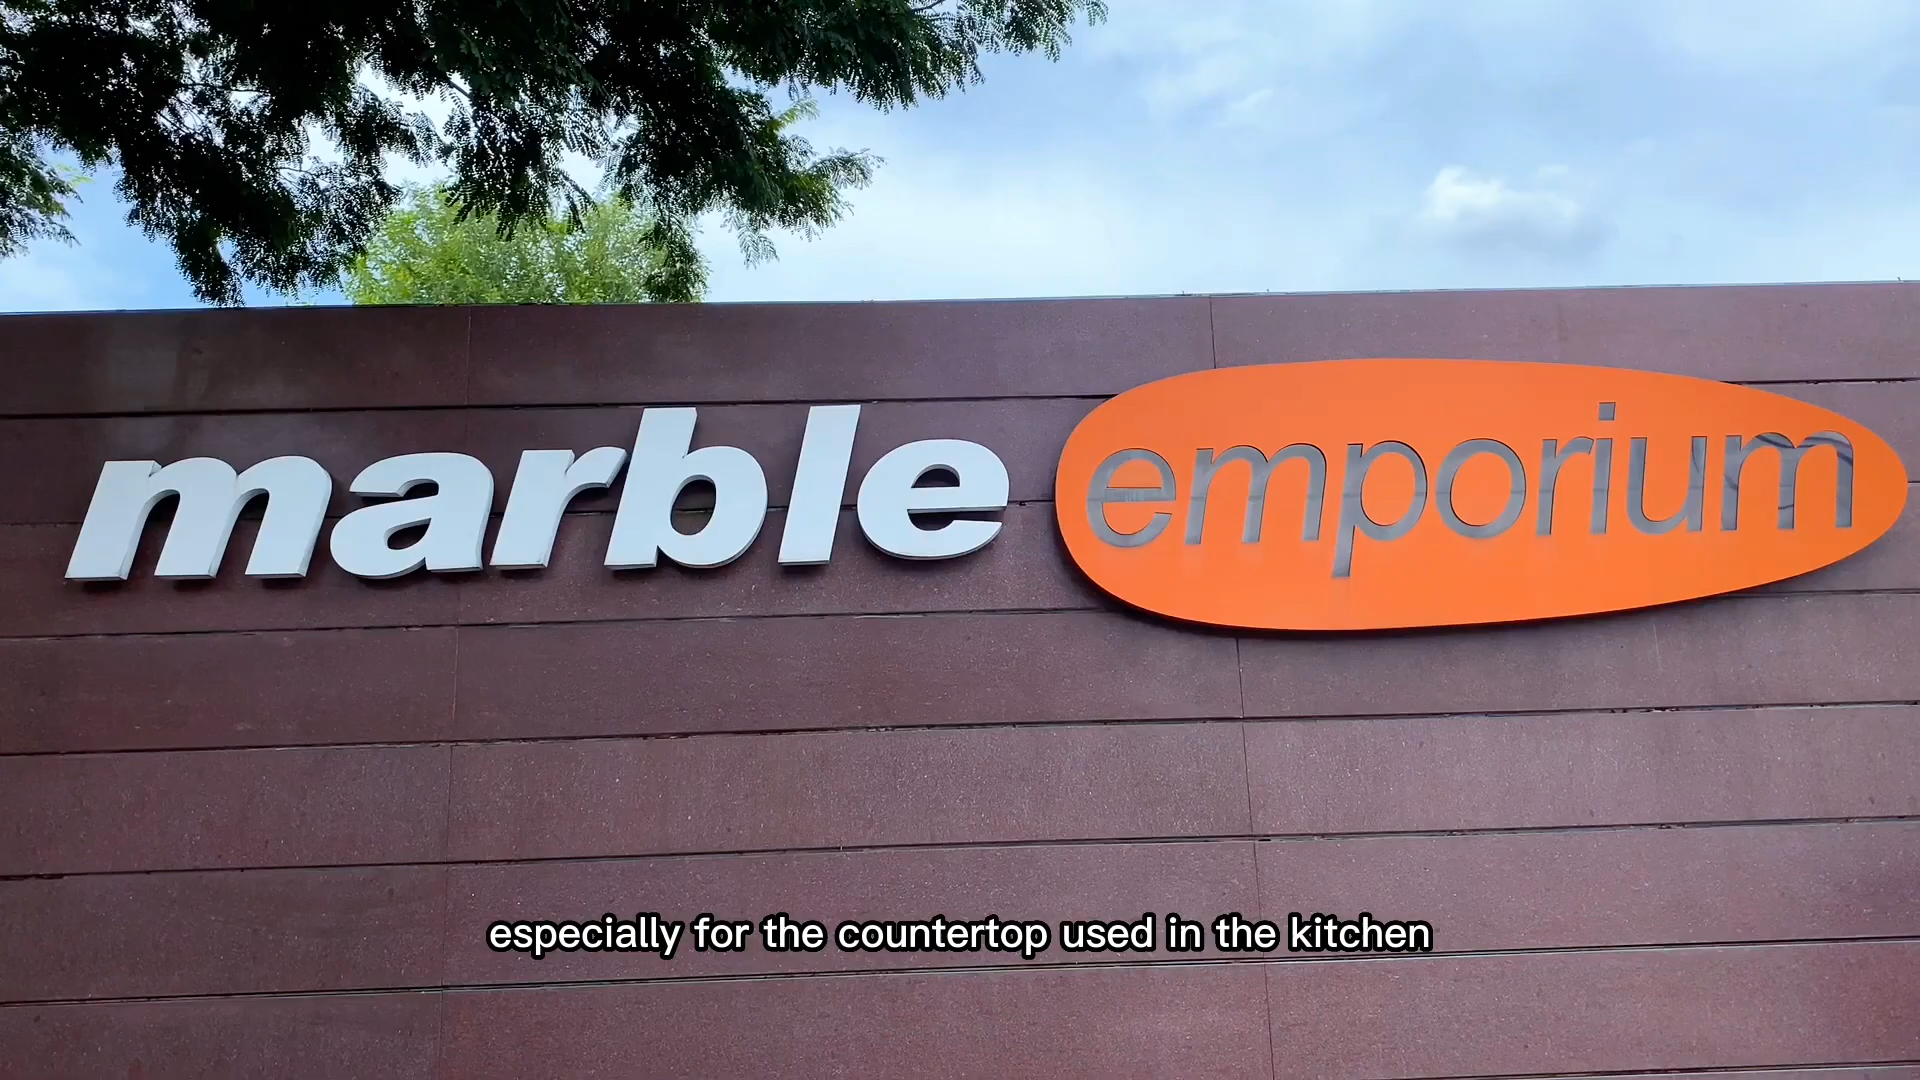 marble emporium
especially for the countertop used in the kitchen